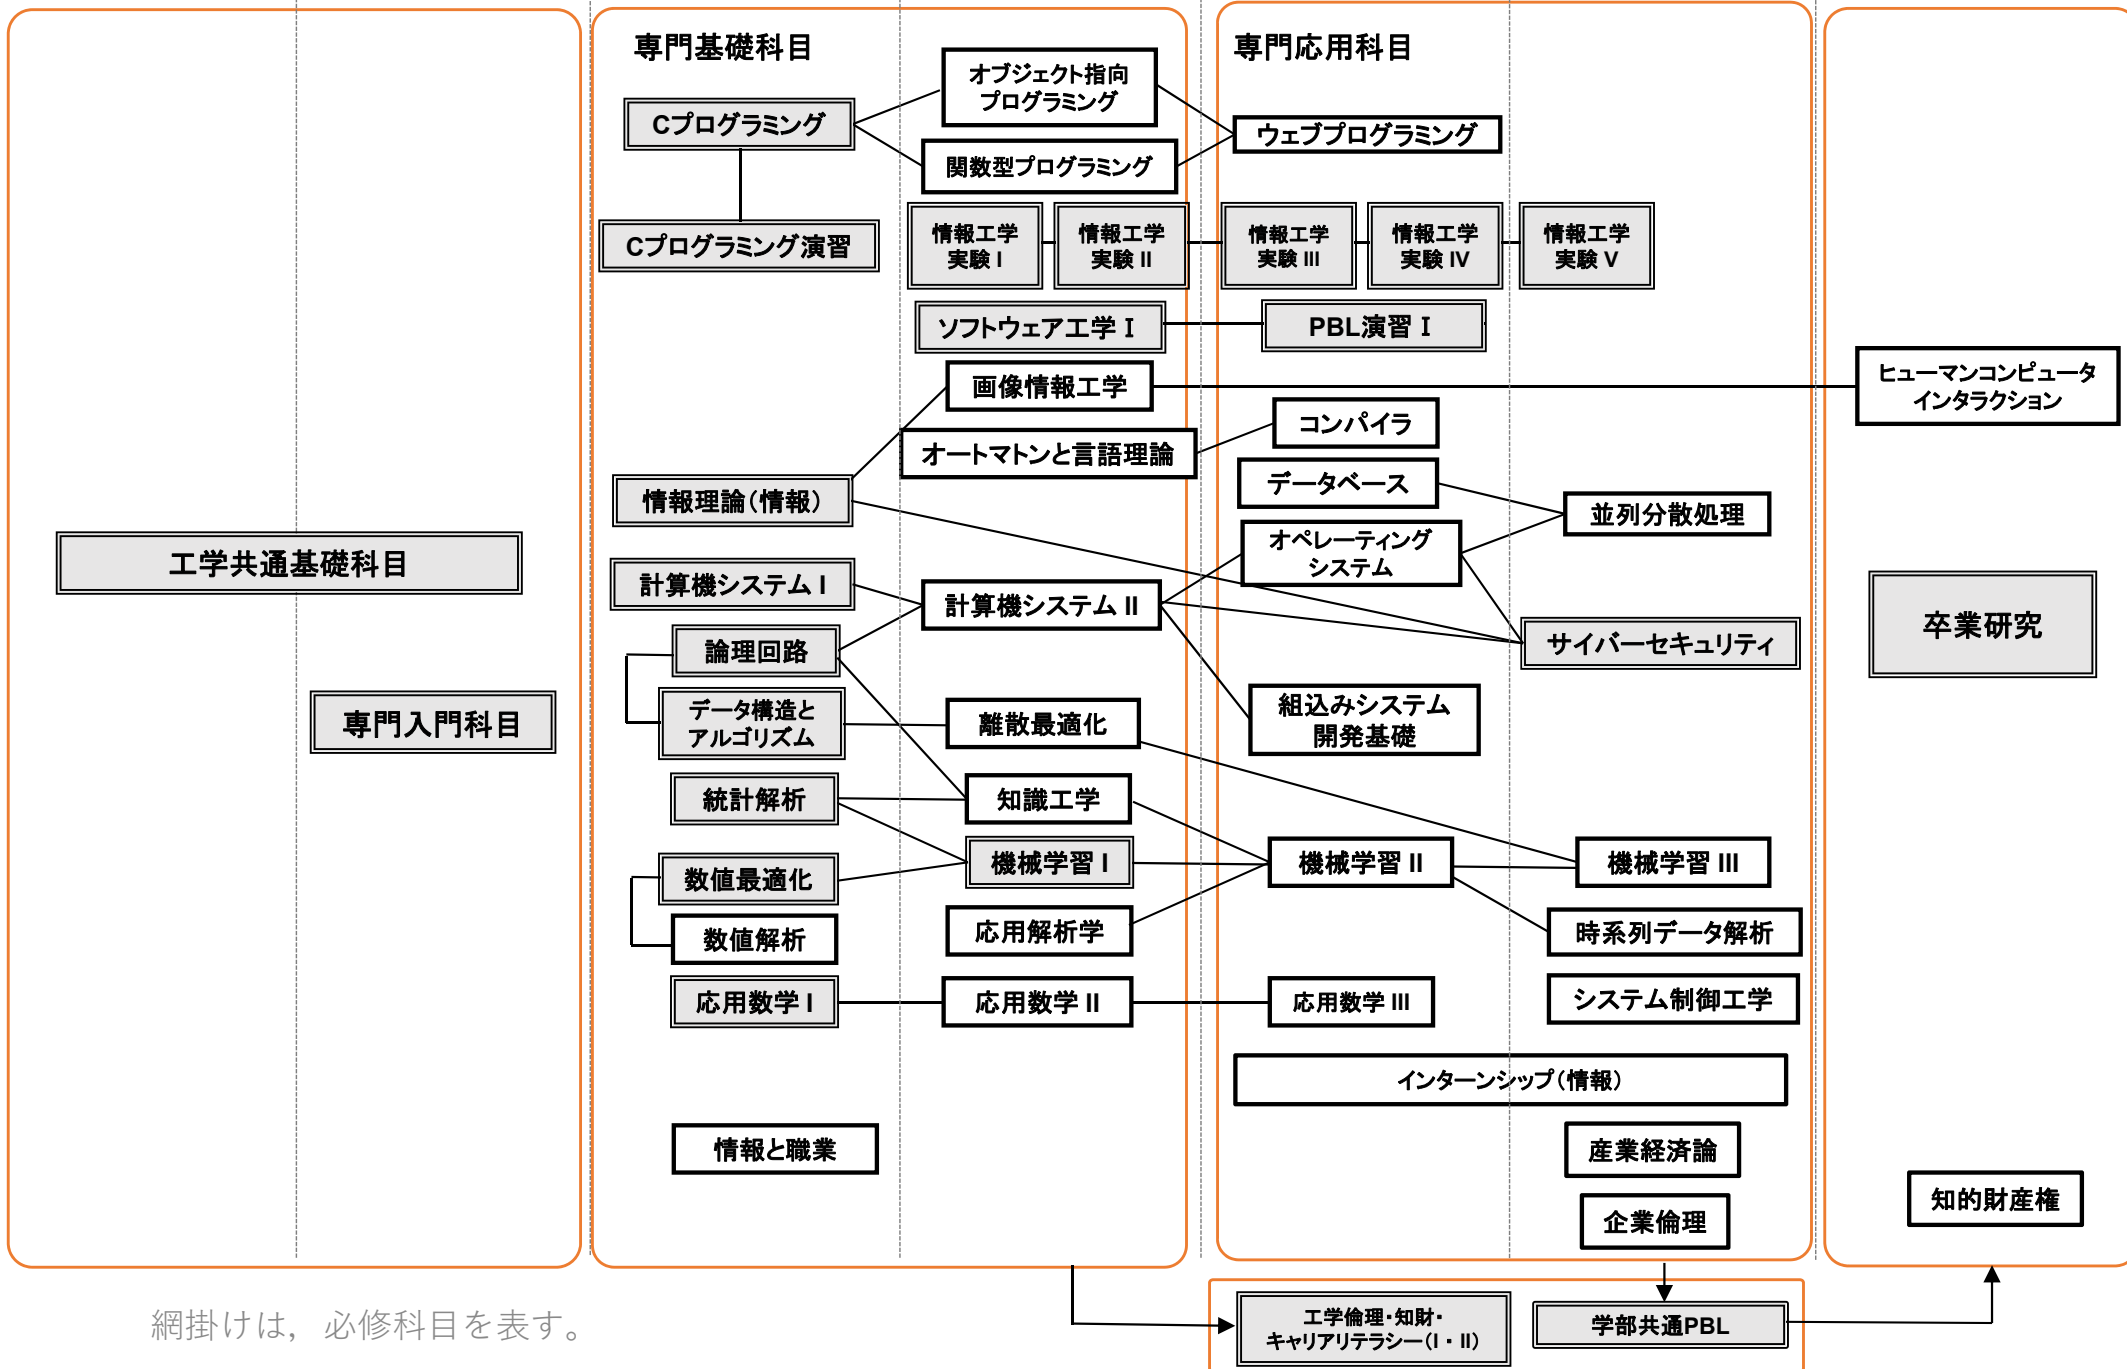 専門基礎科目
専門応用科目
オブジェクト指向
プログラミング
Cプログラミング
ウェブプログラミング
関数型プログラミング
Cプログラミング演習
情報工学
実験 I
情報工学
実験 II
情報工学
実験 III
情報工学
実験 IV
情報工学
実験 V
ソフトウェア工学 I
PBL演習 I
画像情報工学
ヒューマンコンピュータ
インタラクション
コンパイラ
オートマトンと言語理論
データベース
情報理論(情報)
並列分散処理
工学共通基礎科目
オペレーティング
システム
計算機システム I
計算機システム II
卒業研究
論理回路
サイバーセキュリティ
専門入門科目
データ構造と
アルゴリズム
離散最適化
組込みシステム
開発基礎
統計解析
知識工学
機械学習 I
機械学習 II
機械学習 III
数値最適化
数値解析
応用解析学
時系列データ解析
応用数学 I
応用数学 II
応用数学 III
システム制御工学
インターンシップ(情報)
情報と職業
産業経済論
知的財産権
企業倫理
網掛けは，必修科目を表す。
工学倫理・知財・
キャリアリテラシー(I・II)
学部共通PBL